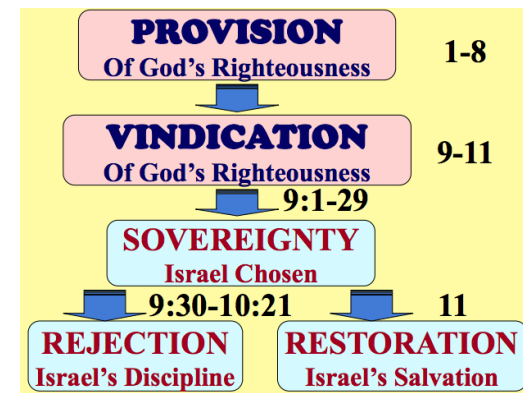 PROVISION
Of God's Righteousness
1-8
VINDICATION
Of God's Righteousness
9-11
9:1-29
SOVEREIGNTY
Israel Chosen
9:30-10:21
11
REJECTION
Israel's Discipline
RESTORATION
Israel's Salvation